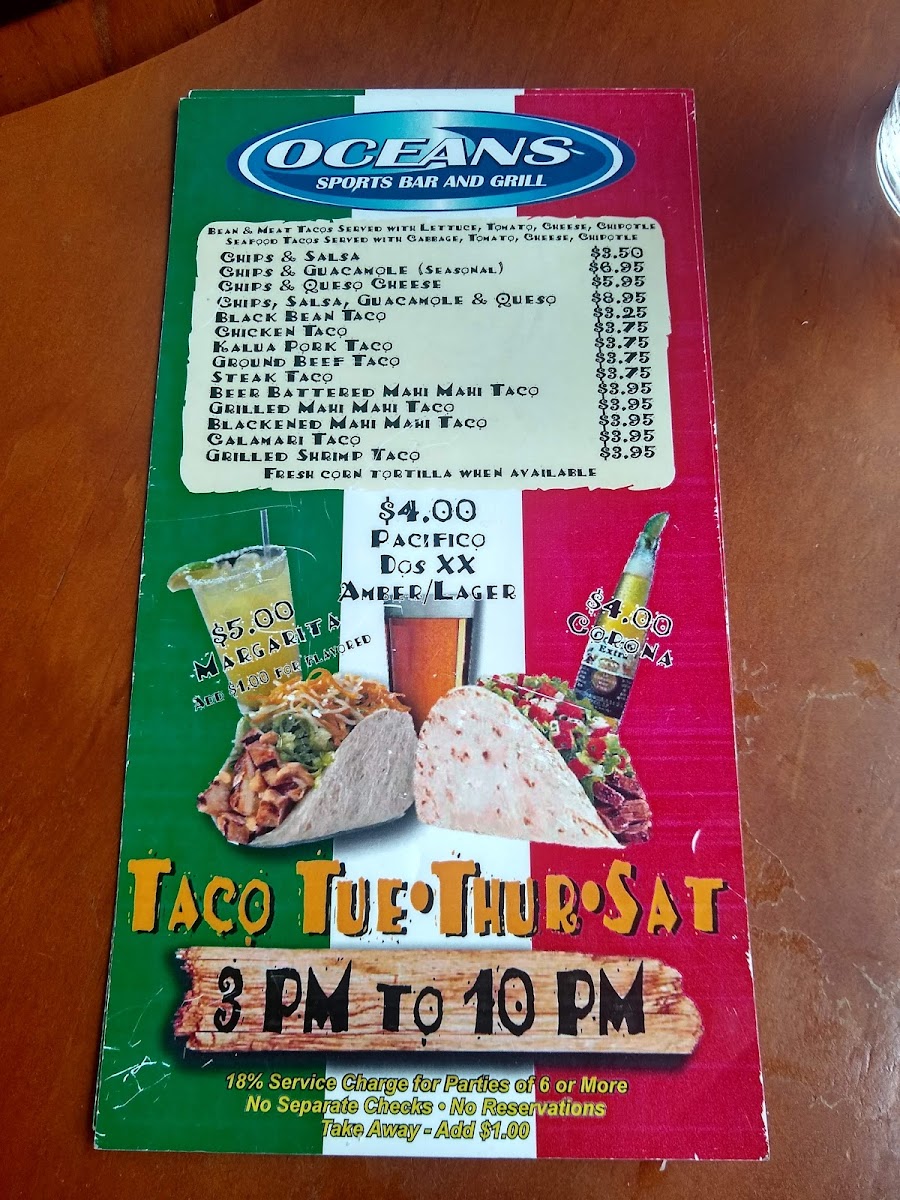 OCEANS
SPORTS BAR AND GRILL
Bean & Meat Tacos Served with Lettuce, Tomato, Cheese, Chipotle
Seafood Tacos Served with Cabbage, Tomato, Cheese, Chipotle
Chips & Salsa $3.50
Chips & Guacamole (Seasonal) $6.95
Chips & Queso Cheese $5.95
Chips, Salsa, Guacamole & Queso $8.95
Black Bean Taco $3.25
Chicken Taco $3.75
Kalua Pork Taco $3.75
Ground Beef Taco $3.75
Steak Taco $3.75
Beer Battered Mahi Mahi Taco $3.95
Grilled Mahi Mahi Taco $3.95
Blackened Mahi Mahi Taco $3.95
Calamari Taco $3.95
Grilled Shrimp Taco $3.95
Fresh corn tortilla when available
$4.00
Pacifico
Dos XX
Amber/Lager
$5.00
Margarita
Add $1.00 for flavored
$4.00
Corona
Extra
Taco Tue•Thur•Sat
3 PM to 10 PM
18% Service Charge for Parties of 6 or More
No Separate Checks • No Reservations
Take Away - Add $1.00